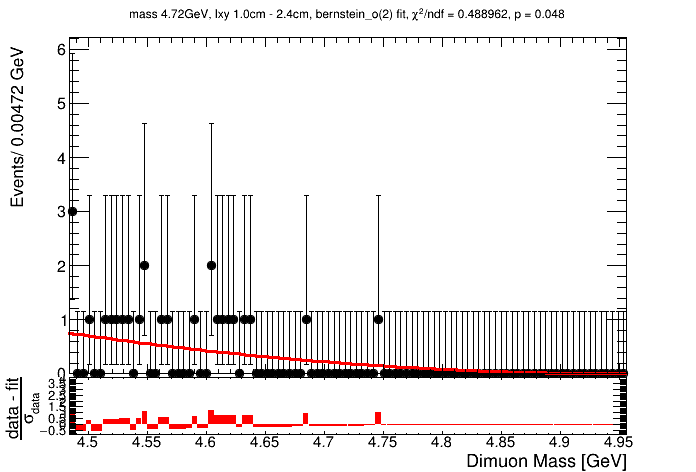 mass 4.72GeV, lxy 1.0cm - 2.4cm, bernstein_o(2) fit, χ²/ndf = 0.488962, p = 0.048
Events/ 0.00472 GeV
6
5
4
3
2
1
0
data - fit
σdata
4.5 4.55 4.6 4.65 4.7 4.75 4.8 4.85 4.9 4.95
Dimuon Mass [GeV]